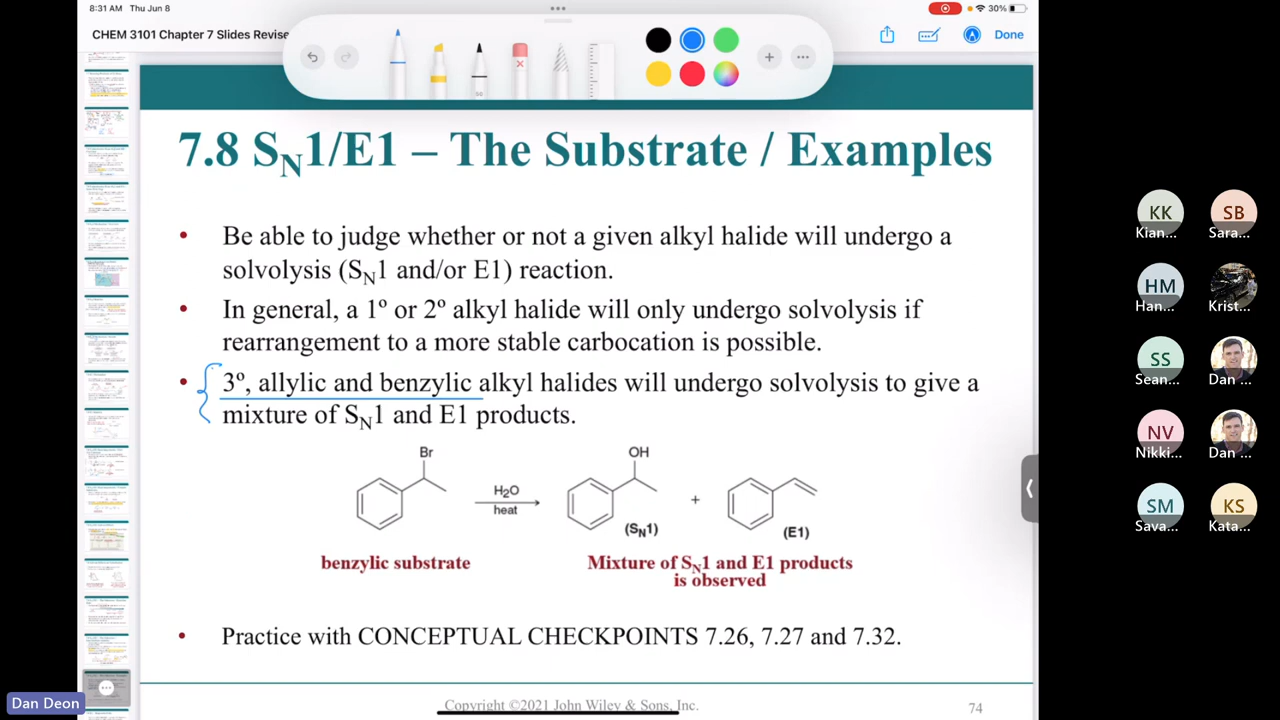 8:31 AM Thu Jun 8
30%
CHEM 3101 Chapter 7 Slides Revise
Done
50
7.8 SN1/E1 – The Substrate / Examples
• Be able to judge whether or not a given alkyl halide will undergo a
solvolysis (SN1 and/or E1) reaction.
• In general, a 1º or 2º alkyl halide will only undergo solvolysis if
rearrangement to a more stable carbocation is possible.
• 3º, allylic and benzylic alkyl halides will undergo solvolysis to give a
mixture of SN1 and E1 products.
Br
H2O
heat
OH
(SN1)
+
(E1)
benzylic substrate
Mixture of SN1 and E1 products
is observed
• Practice with CONCEPTUAL CHECKPOINTS 7.26, 7.27 and 7.32.
Copyright ©2021 John Wiley & Sons, Inc.
74
Dan Deon
KK
Kian...
SB
Sara...
HM
Han...
Krist...
SS
Sean...
Dan ...
NV
Nikki...
Dan ...
SM
Sava...
KS
Kata...